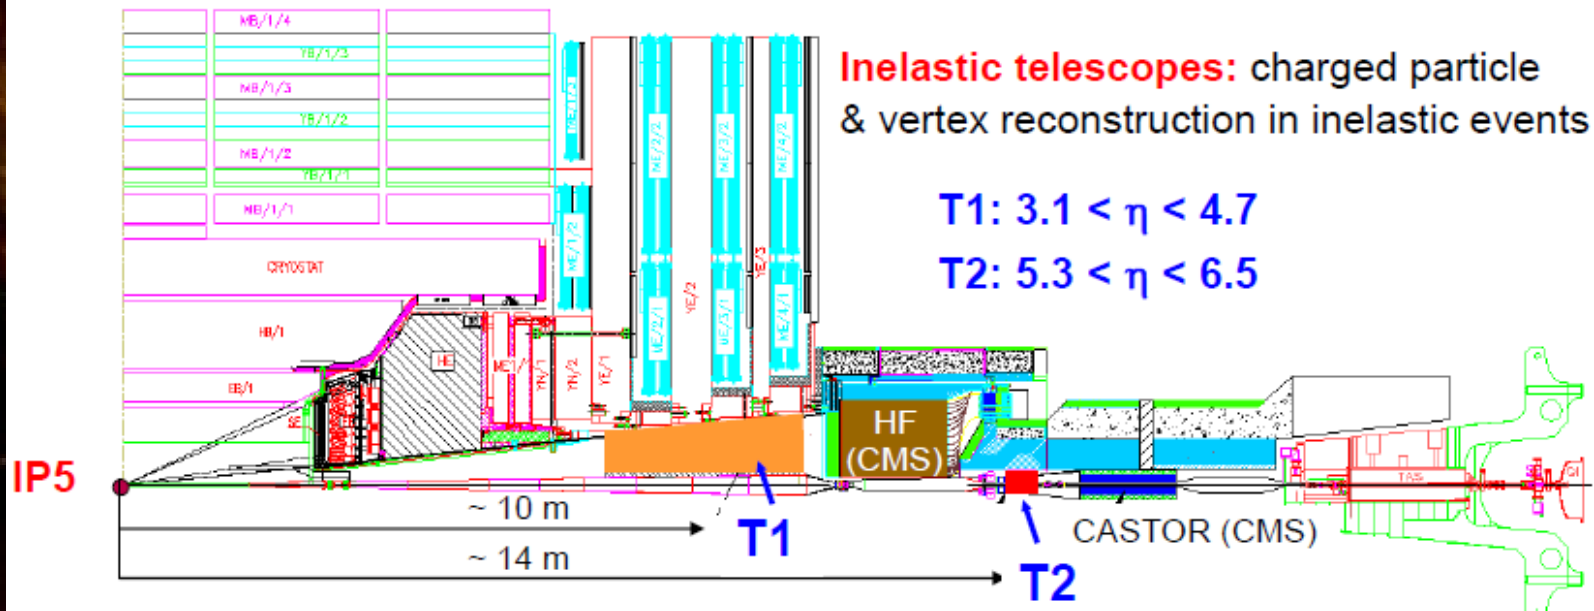 MB/1/4
YB/1/3
MB/1/3
YB/1/2
MB/1/2
YB/1/1
MB/1/1
CRYOSTAT
HB/1
EB/1
HE
ME/1/3
ME/1/2
YN/1
YN/2
YE/1
ME/2/2
ME/2/1
YE/2
ME/3/2
ME/3/1
YE/3
ME/4/2
ME/4/1
Inelastic telescopes: charged particle
& vertex reconstruction in inelastic events
T1: 3.1 < η < 4.7
T2: 5.3 < η < 6.5
HF
(CMS)
IP5
TAS
~ 10 m
T1
CASTOR (CMS)
~ 14 m
T2